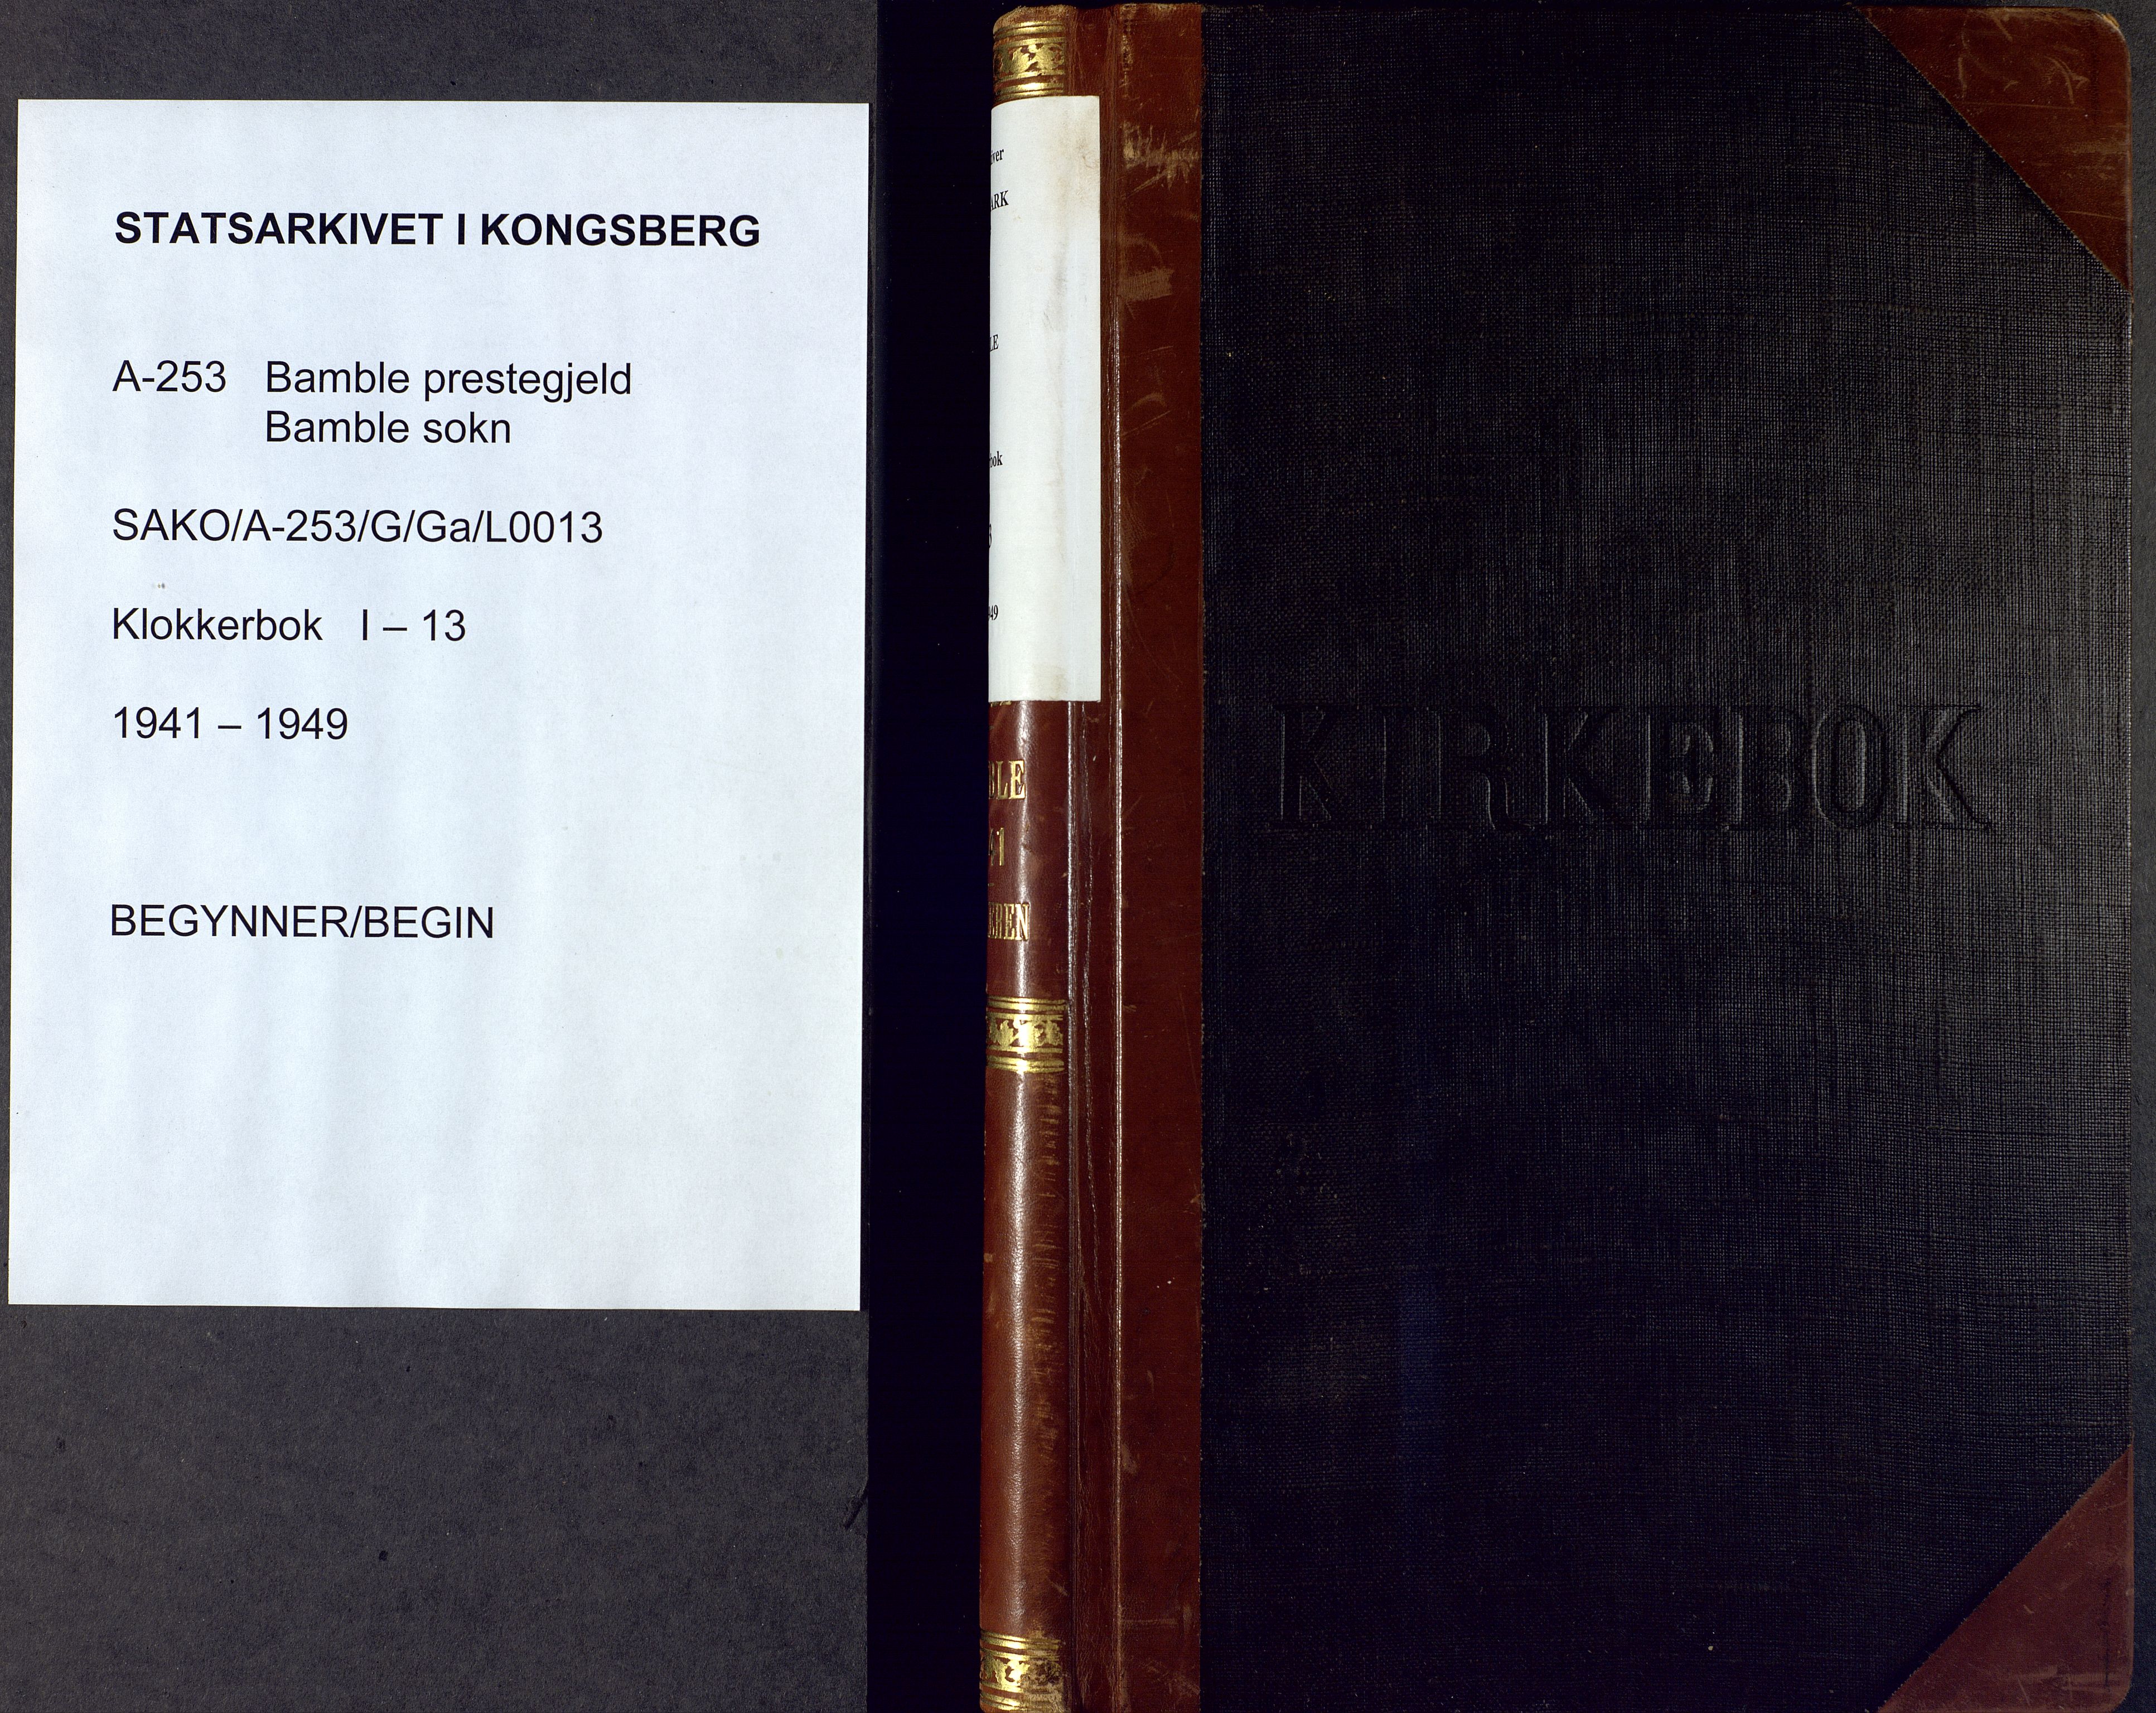 STATSARKIVET I KONGSBERG
A-253 Bamble prestegjeld
Bamble sokn
SAKO/A-253/G/Ga/L0013
Klokkerbok I – 13
1941 – 1949
BEGYNNER/BEGIN
KIRKEBOK